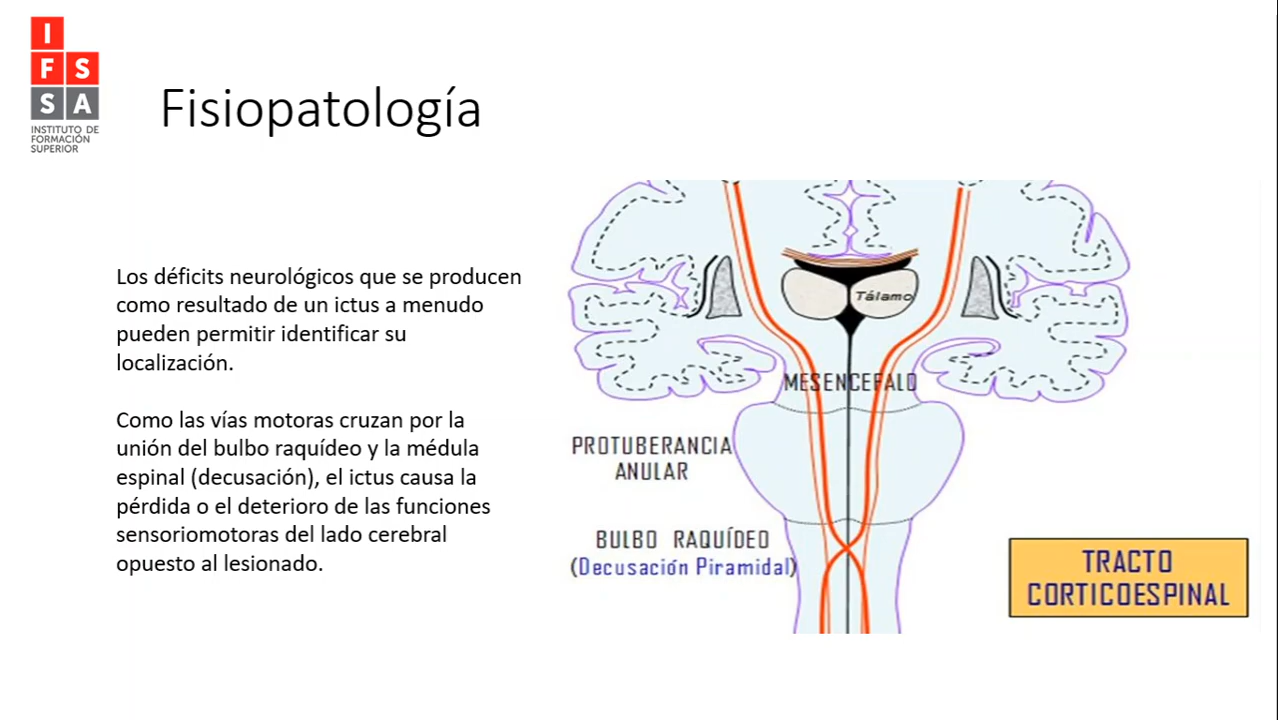 I
F S
S A
INSTITUTO DE
FORMACIÓN
SUPERIOR
Fisiopatología
Los déficits neurológicos que se producen
como resultado de un ictus a menudo
pueden permitir identificar su
localización.
Como las vías motoras cruzan por la
unión del bulbo raquídeo y la médula
espinal (decusación), el ictus causa la
pérdida o el deterioro de las funciones
sensoriomotoras del lado cerebral
opuesto al lesionado.
Tálamo
MESENCEFALO
PROTUBERANCIA
ANULAR
BULBO RAQUÍDEO
(Decusación Piramidal)
TRACTO
CORTICOESPINAL